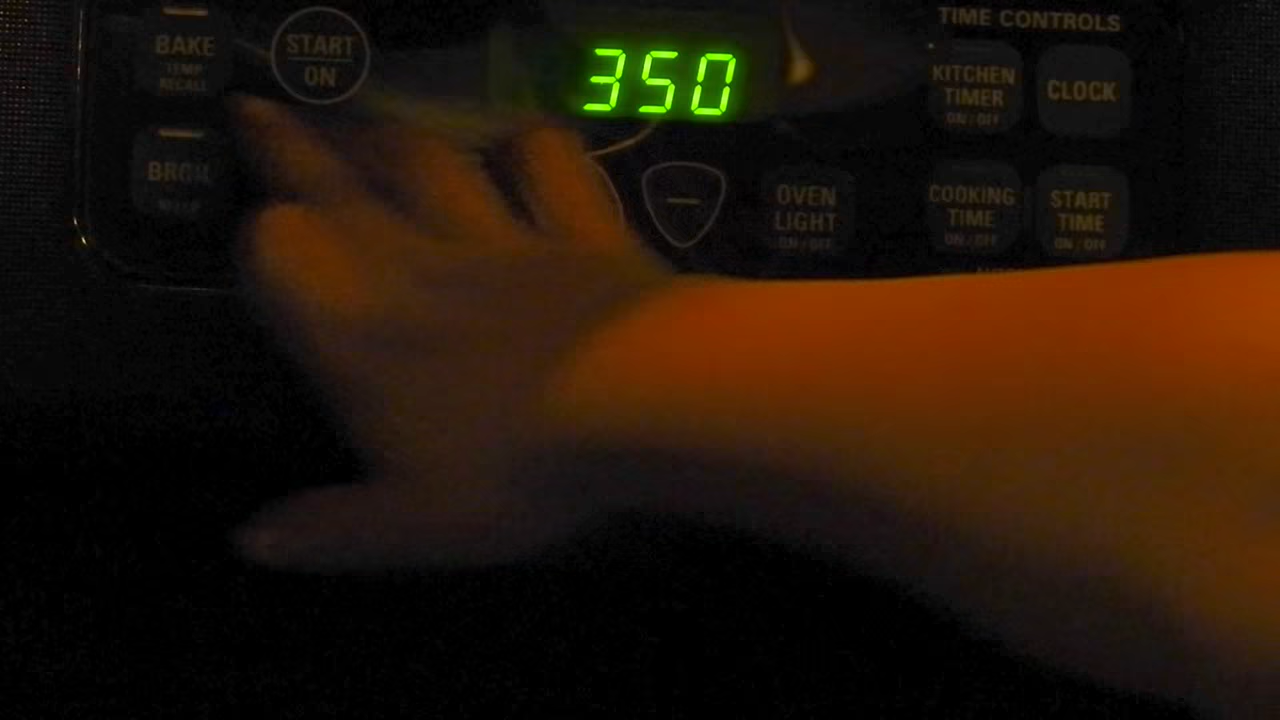 BAKE
TEMP
RECALL
START
ON
350
TIME CONTROLS
KITCHEN
TIMER
ON / OFF
CLOCK
BROIL
OVEN
LIGHT
ON / OFF
COOKING
TIME
ON / OFF
START
TIME
ON / OFF